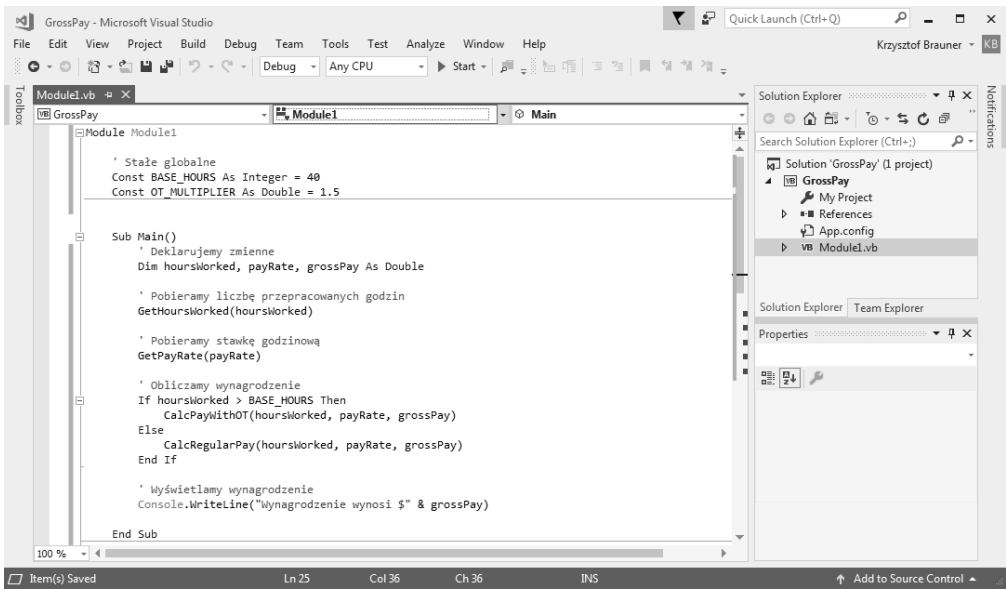 GrossPay - Microsoft Visual Studio
Quick Launch (Ctrl+Q)
File Edit View Project Build Debug Team Tools Test Analyze Window Help
Krzysztof Brauner KB
Debug Any CPU Start
Toolbox
Module1.vb
GrossPay Module1 Main
Module Module1
' Stałe globalne
Const BASE_HOURS As Integer = 40
Const OT_MULTIPLIER As Double = 1.5
Sub Main()
' Deklarujemy zmienne
Dim hoursWorked, payRate, grossPay As Double
' Pobieramy liczbę przepracowanych godzin
GetHoursWorked(hoursWorked)
' Pobieramy stawkę godzinową
GetPayRate(payRate)
' Obliczamy wynagrodzenie
If hoursWorked > BASE_HOURS Then
CalcPayWithOT(hoursWorked, payRate, grossPay)
Else
CalcRegularPay(hoursWorked, payRate, grossPay)
End If
' Wyświetlamy wynagrodzenie
Console.WriteLine("Wynagrodzenie wynosi $" & grossPay)
End Sub
100 %
Solution Explorer
Search Solution Explorer (Ctrl+;)
Solution 'GrossPay' (1 project)
VB GrossPay
My Project
References
App.config
VB Module1.vb
Solution Explorer Team Explorer
Properties
Notifications
Item(s) Saved Ln 25 Col 36 Ch 36 INS Add to Source Control